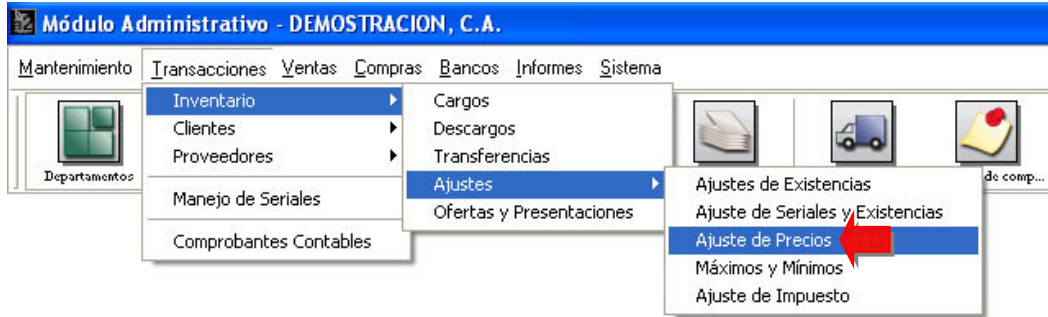 Módulo Administrativo - DEMOSTRACION, C.A.
Mantenimiento Transacciones Ventas Compras Bancos Informes Sistema
Departamentos
de comp...
Inventario
Clientes
Proveedores
Manejo de Seriales
Comprobantes Contables
Cargos
Descargos
Transferencias
Ajustes
Ofertas y Presentaciones
Ajustes de Existencias
Ajuste de Seriales y Existencias
Ajuste de Precios
Máximos y Mínimos
Ajuste de Impuesto